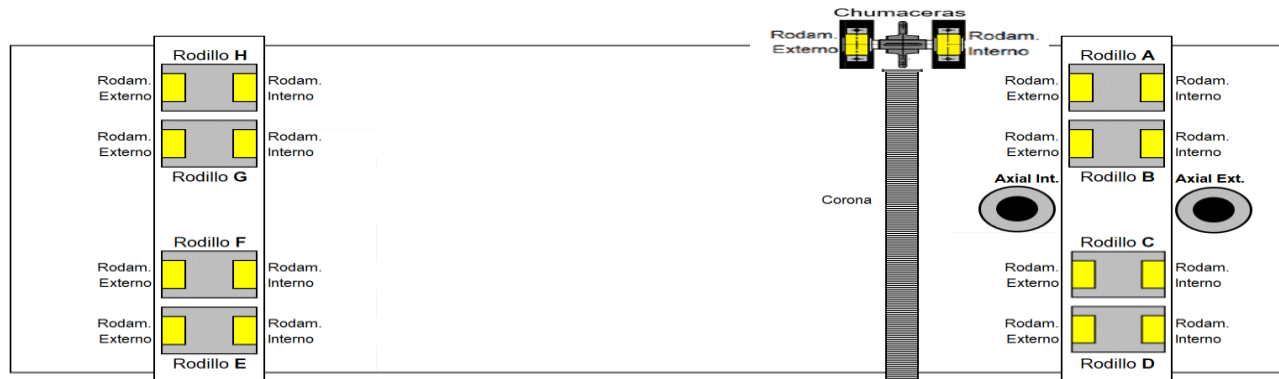 Chumaceras
Rodam.
Externo
Rodam.
Interno
Rodillo H
Rodam.
Externo
Rodam.
Interno
Rodam.
Externo
Rodam.
Interno
Rodillo G
Rodillo F
Rodam.
Externo
Rodam.
Interno
Rodam.
Externo
Rodam.
Interno
Rodillo E
Corona
Rodillo A
Rodam.
Externo
Rodam.
Interno
Rodam.
Externo
Rodam.
Interno
Rodillo B
Axial Int.
Axial Ext.
Rodillo C
Rodam.
Externo
Rodam.
Interno
Rodam.
Externo
Rodam.
Interno
Rodillo D